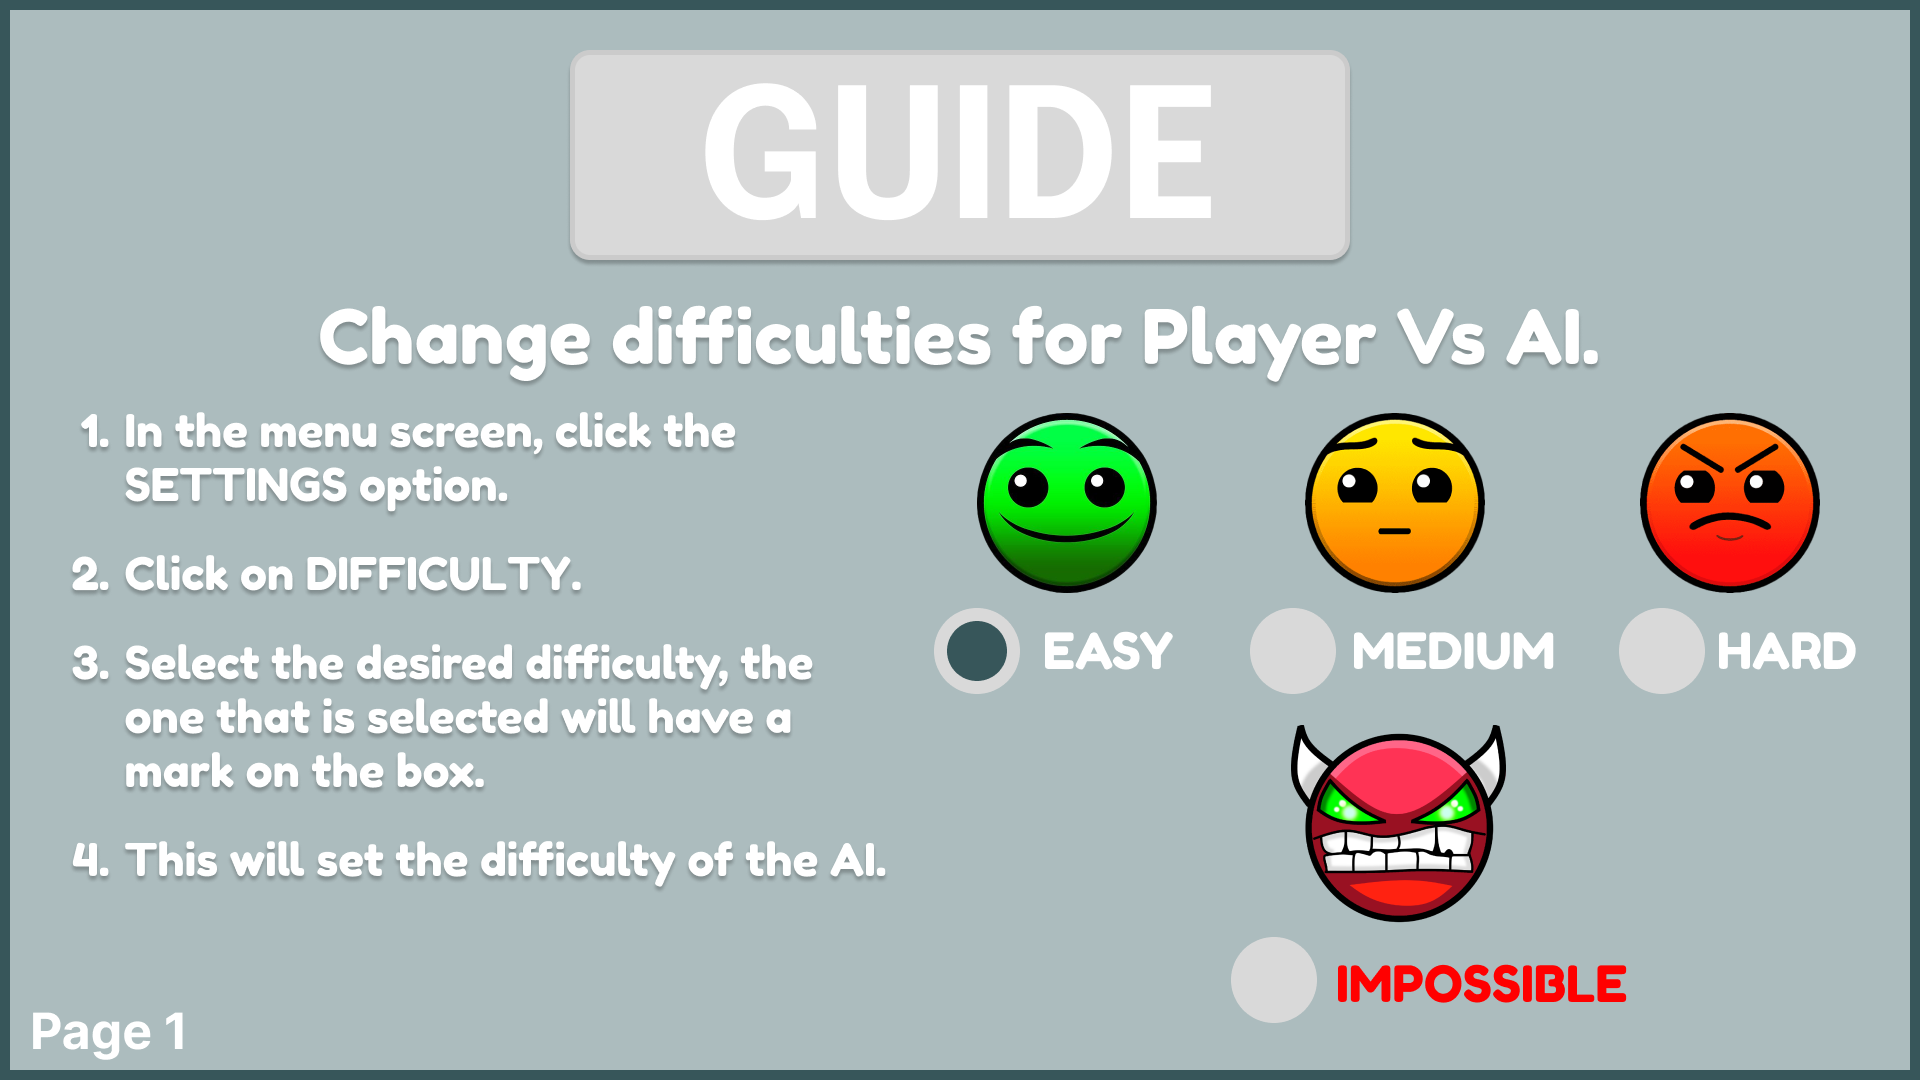 GUIDE
Change difficulties for Player Vs AI.
1. In the menu screen, click the
SETTINGS option.
2. Click on DIFFICULTY.
3. Select the desired difficulty, the
one that is selected will have a
mark on the box.
4. This will set the difficulty of the AI.
EASY
MEDIUM
HARD
IMPOSSIBLE
Page 1